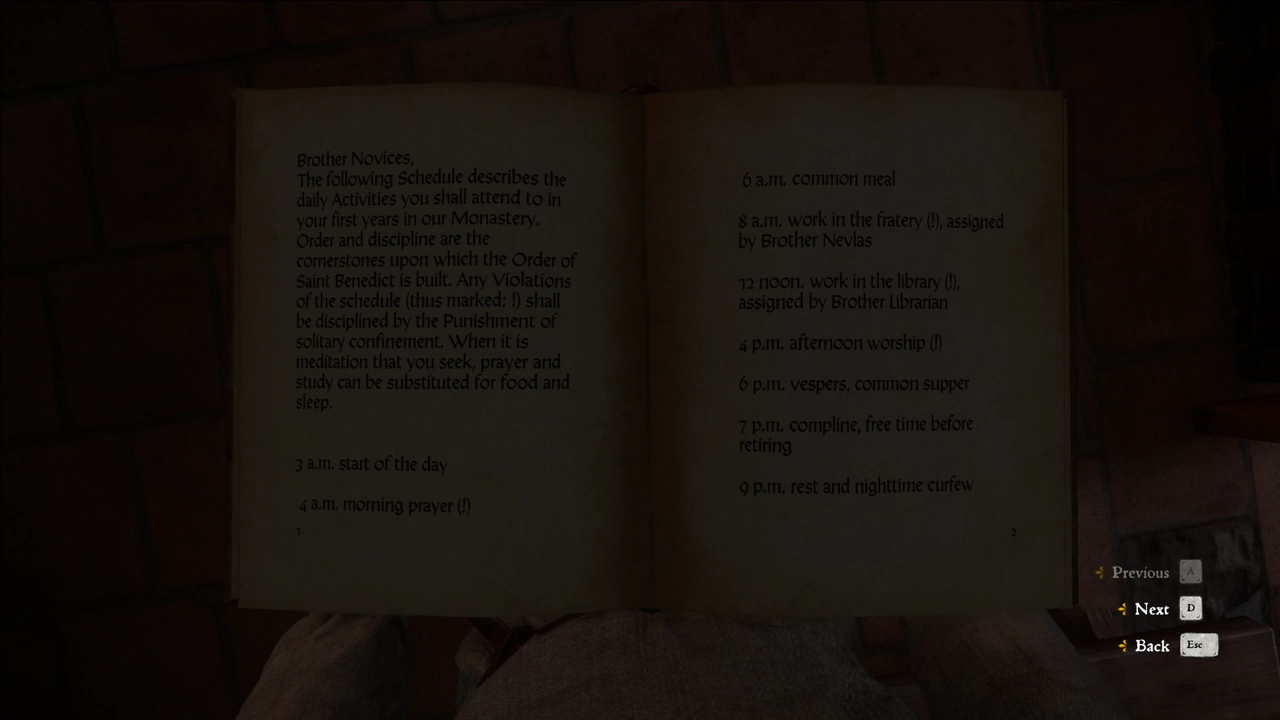 Brother Novices,
The following Schedule describes the
daily Activities you shall attend to in
your first years in our Monastery.
Order and discipline are the
cornerstones upon which the Order of
Saint Benedict is built. Any Violations
of the schedule (thus marked: !) shall
be disciplined by the Punishment of
solitary confinement. When it is
meditation that you seek, prayer and
study can be substituted for food and
sleep.
3 a.m. start of the day
4 a.m. morning prayer (!)
1
6 a.m. common meal
8 a.m. work in the fratery (!), assigned
by Brother Nevlas
12 noon. work in the library (!),
assigned by Brother Librarian
4 p.m. afternoon worship (!)
6 p.m. vespers, common supper
7 p.m. compline, free time before
retiring
9 p.m. rest and nighttime curfew
2
Previous A
Next D
Back Esc